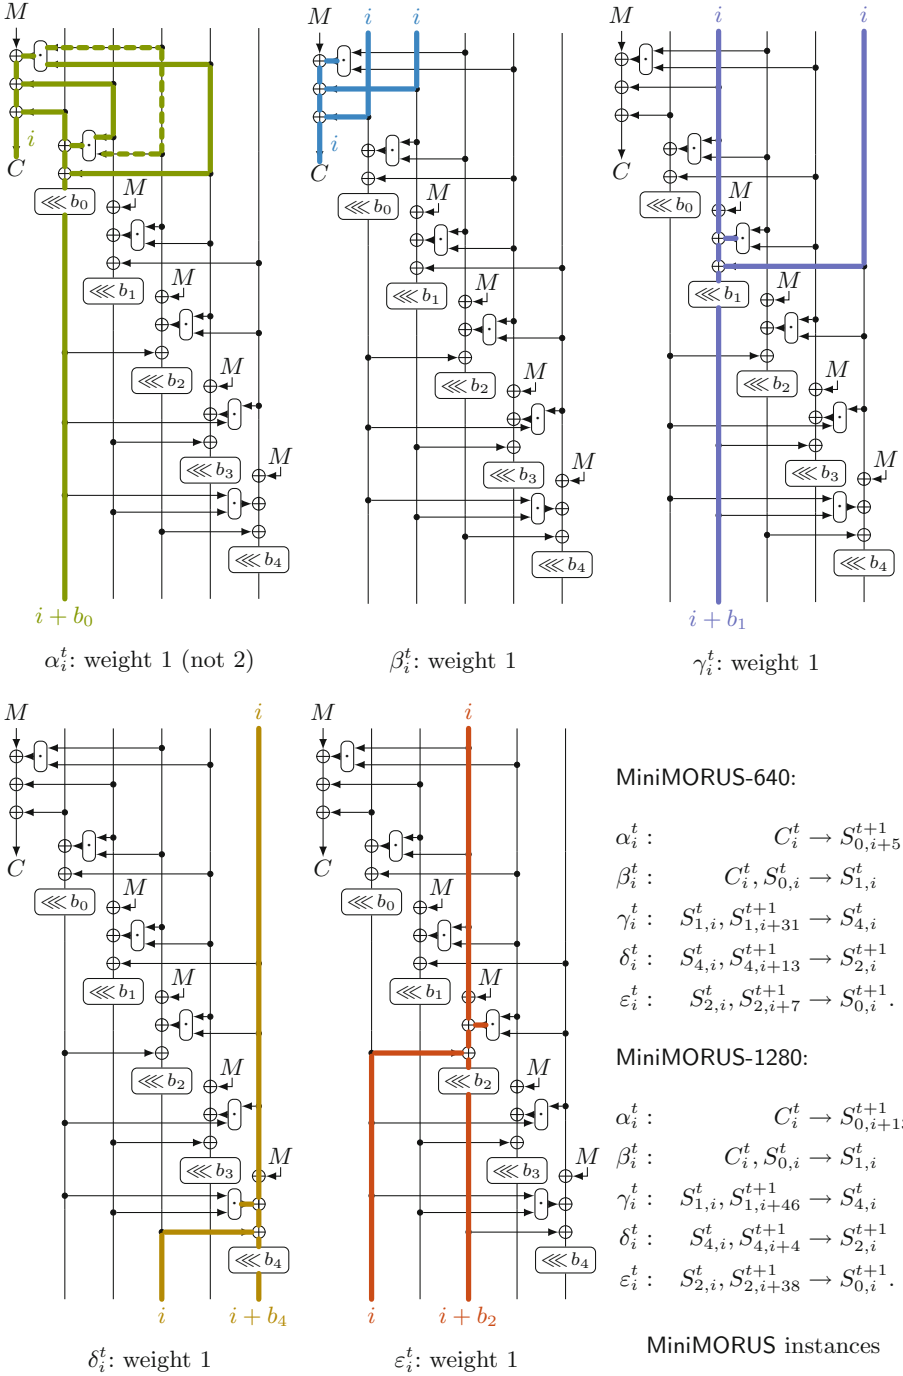 M i i i
M M
i i
C C C
⋘ b₀ M ⋘ b₀ M ⋘ b₀ M
⋘ b₁ M ⋘ b₁ M ⋘ b₁ M
⋘ b₂ M ⋘ b₂ M ⋘ b₂ M
⋘ b₃ M ⋘ b₃ M ⋘ b₃ M
⋘ b₄ ⋘ b₄ ⋘ b₄
i + b₀ i + b₁
αᵢᵗ: weight 1 (not 2) βᵢᵗ: weight 1 γᵢᵗ: weight 1
M i M i
C C
⋘ b₀ M ⋘ b₀ M
⋘ b₁ M ⋘ b₁ M
⋘ b₂ M ⋘ b₂ M
⋘ b₃ M ⋘ b₃ M
⋘ b₄ ⋘ b₄
i i + b₄ i i + b₂
δᵢᵗ: weight 1 εᵢᵗ: weight 1
MiniMORUS-640:
α_i^t : C_i^t → S_{0,i+5}^{t+1}
β_i^t : C_i^t, S_{0,i}^t → S_{1,i}^t
γ_i^t : S_{1,i}^t, S_{1,i+31}^{t+1} → S_{4,i}^t
δ_i^t : S_{4,i}^t, S_{4,i+13}^{t+1} → S_{2,i}^{t+1}
ε_i^t : S_{2,i}^t, S_{2,i+7}^{t+1} → S_{0,i}^{t+1}.
MiniMORUS-1280:
α_i^t : C_i^t → S_{0,i+13}^{t+1}
β_i^t : C_i^t, S_{0,i}^t → S_{1,i}^t
γ_i^t : S_{1,i}^t, S_{1,i+46}^{t+1} → S_{4,i}^t
δ_i^t : S_{4,i}^t, S_{4,i+4}^{t+1} → S_{2,i}^{t+1}
ε_i^t : S_{2,i}^t, S_{2,i+38}^{t+1} → S_{0,i}^{t+1}.
MiniMORUS instances